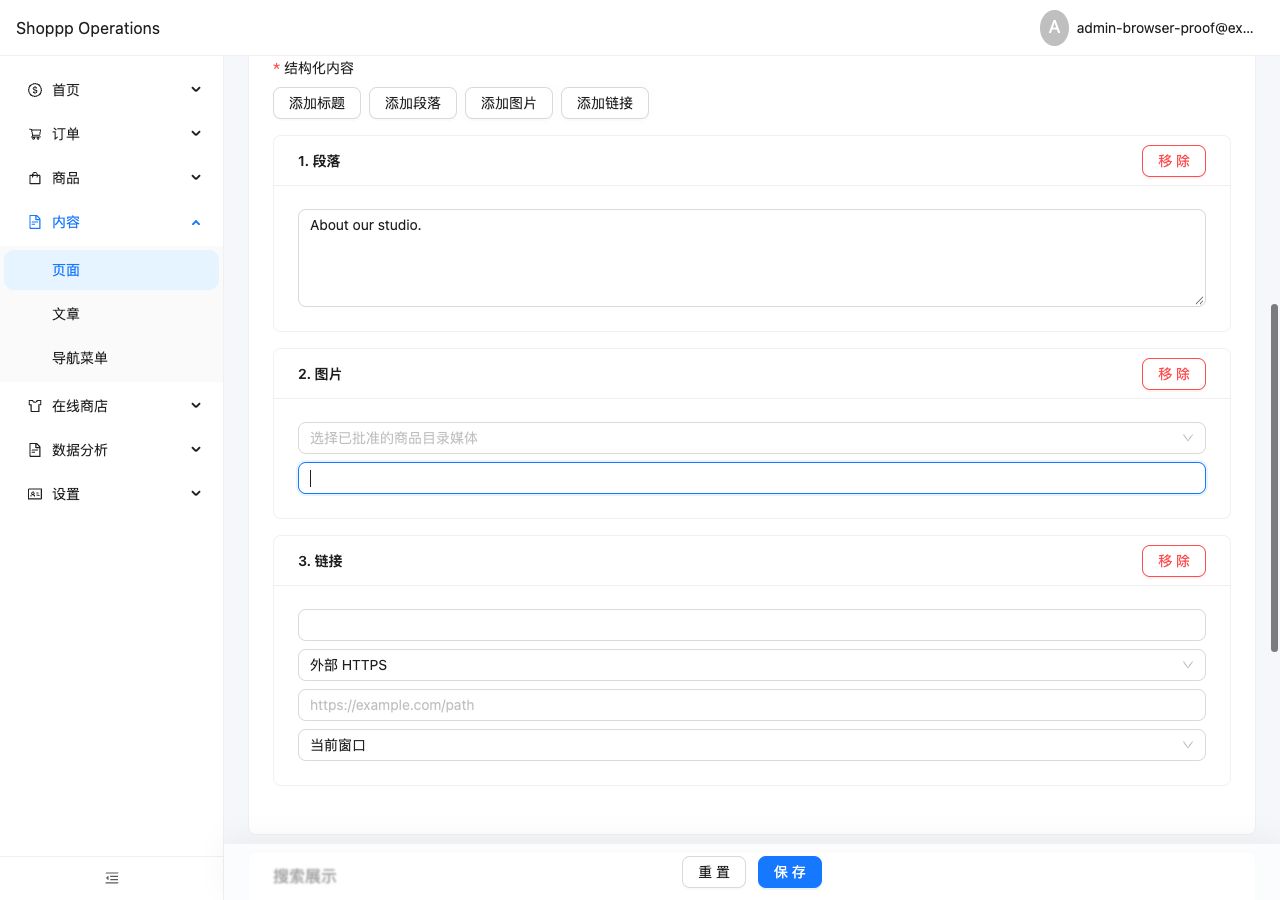 Shoppp Operations
A
admin-browser-proof@ex...
首页
订单
商品
内容
页面
文章
导航菜单
在线商店
数据分析
设置
* 结构化内容
添加标题
添加段落
添加图片
添加链接
1. 段落
移 除
About our studio.
2. 图片
移 除
选择已批准的商品目录媒体
3. 链接
移 除
外部 HTTPS
https://example.com/path
当前窗口
搜索展示
重 置
保 存